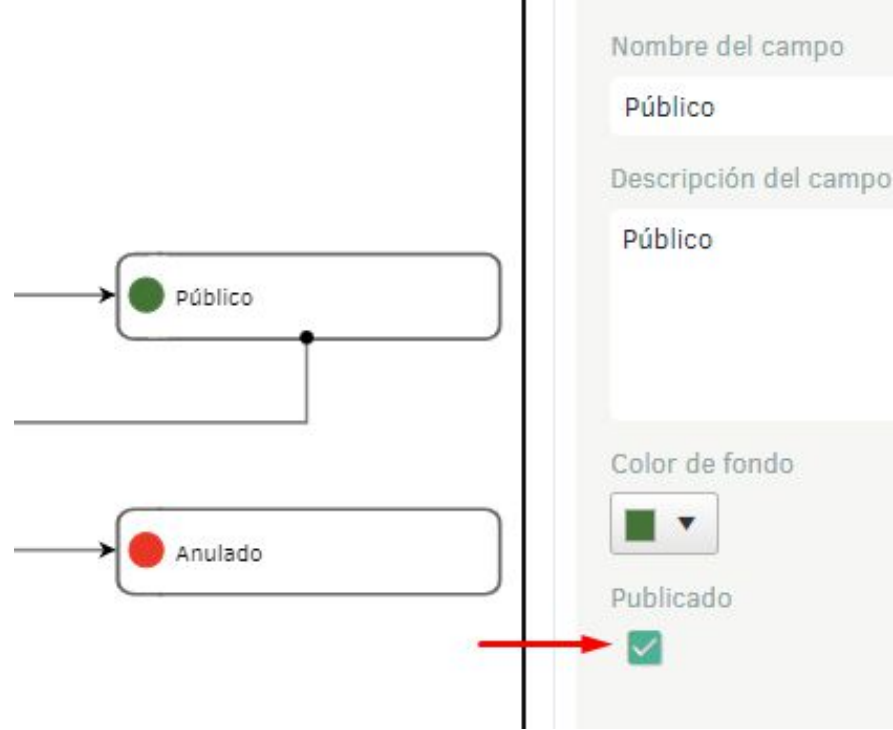 Público
Anulado
Nombre del campo
Público
Descripción del campo
Público
Color de fondo
Publicado